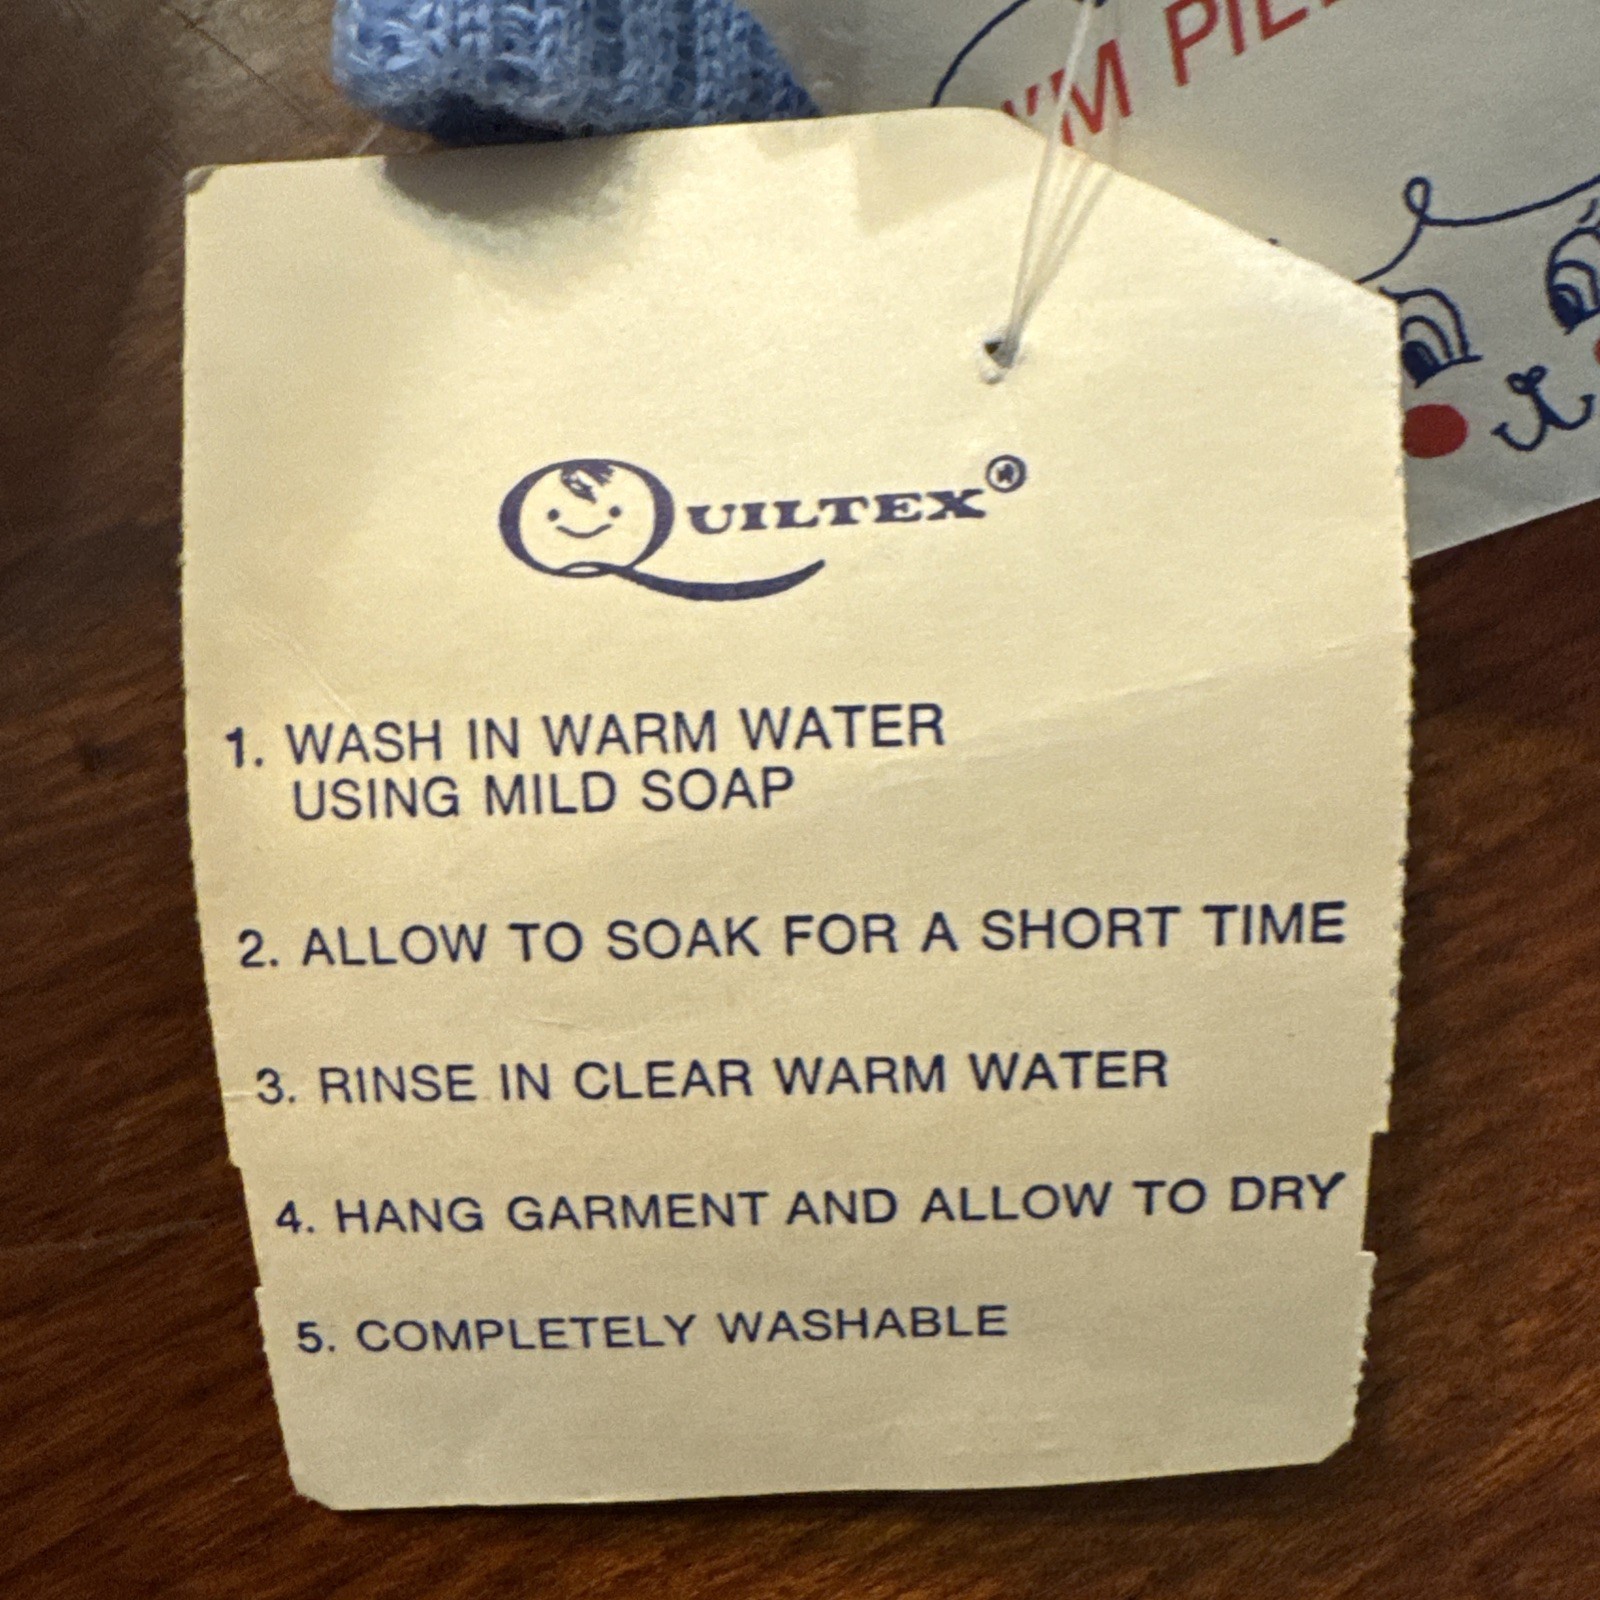 I'M
QUILTEX®
1. WASH IN WARM WATER
USING MILD SOAP
2. ALLOW TO SOAK FOR A SHORT TIME
3. RINSE IN CLEAR WARM WATER
4. HANG GARMENT AND ALLOW TO DRY
5. COMPLETELY WASHABLE